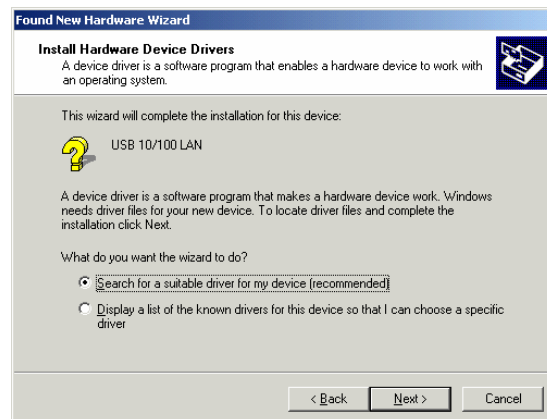 Found New Hardware Wizard
Install Hardware Device Drivers
A device driver is a software program that enables a hardware device to work with
an operating system.
This wizard will complete the installation for this device:
USB 10/100 LAN
A device driver is a software program that makes a hardware device work. Windows
needs driver files for your new device. To locate driver files and complete the
installation click Next.
What do you want the wizard to do?
Search for a suitable driver for my device (recommended)
Display a list of the known drivers for this device so that I can choose a specific
driver
< Back Next > Cancel